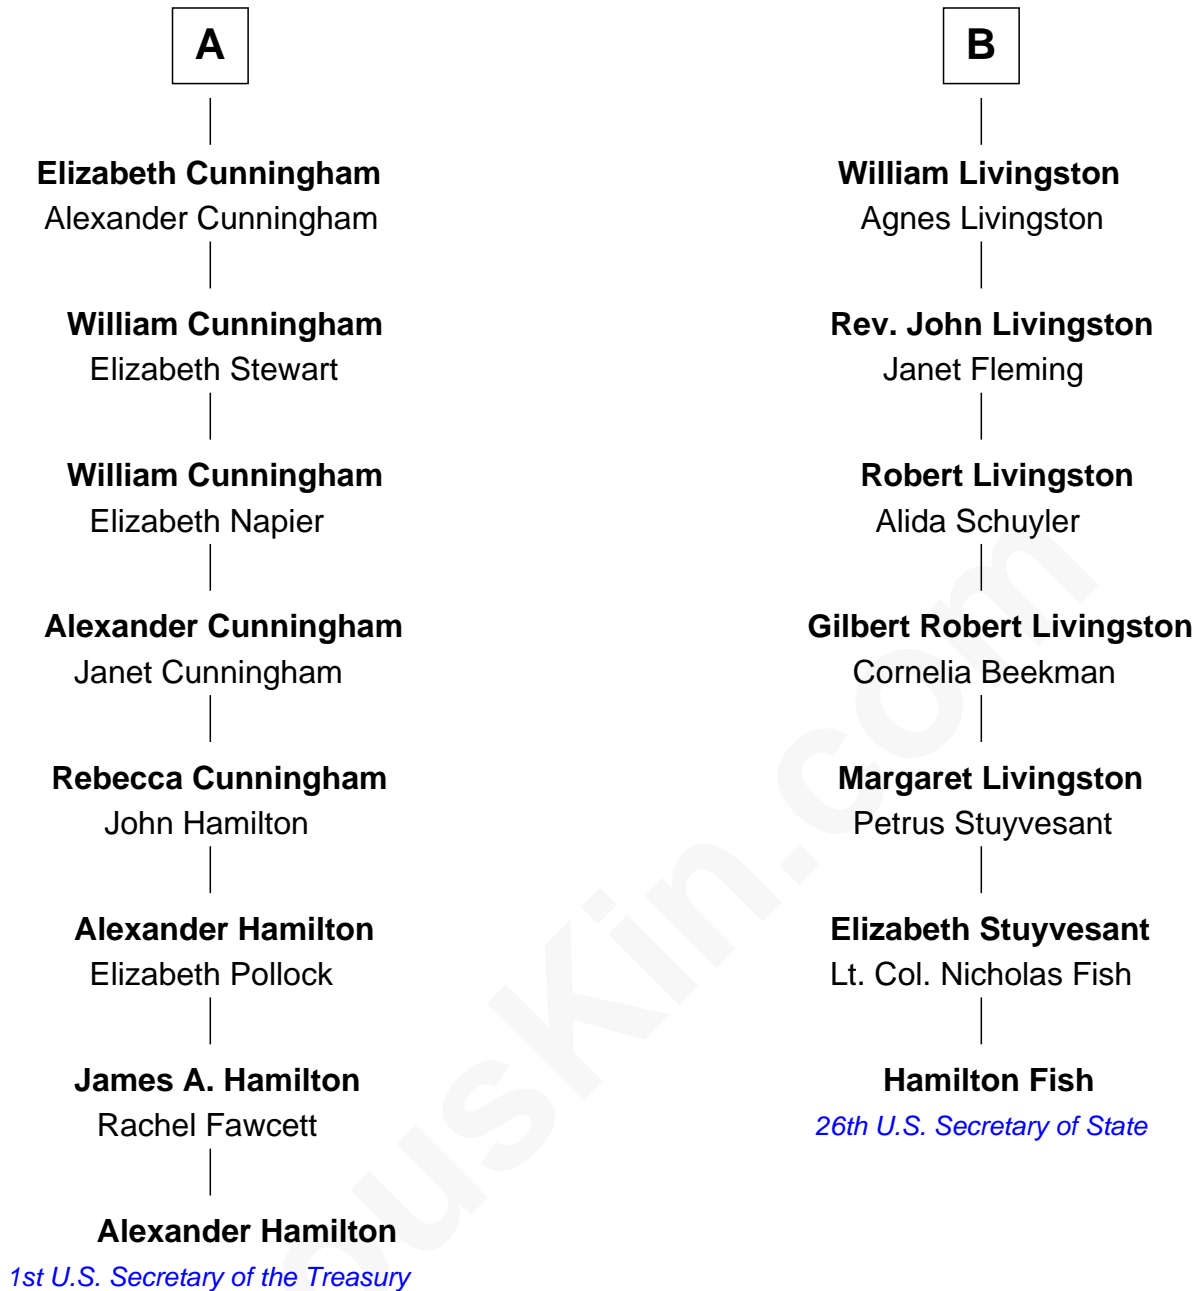 A
Elizabeth Cunningham
Alexander Cunningham
William Cunningham
Elizabeth Stewart
William Cunningham
Elizabeth Napier
Alexander Cunningham
Janet Cunningham
Rebecca Cunningham
John Hamilton
Alexander Hamilton
Elizabeth Pollock
James A. Hamilton
Rachel Fawcett
Alexander Hamilton
1st U.S. Secretary of the Treasury
B
William Livingston
Agnes Livingston
Rev. John Livingston
Janet Fleming
Robert Livingston
Alida Schuyler
Gilbert Robert Livingston
Cornelia Beekman
Margaret Livingston
Petrus Stuyvesant
Elizabeth Stuyvesant
Lt. Col. Nicholas Fish
Hamilton Fish
26th U.S. Secretary of State
ousKin.com